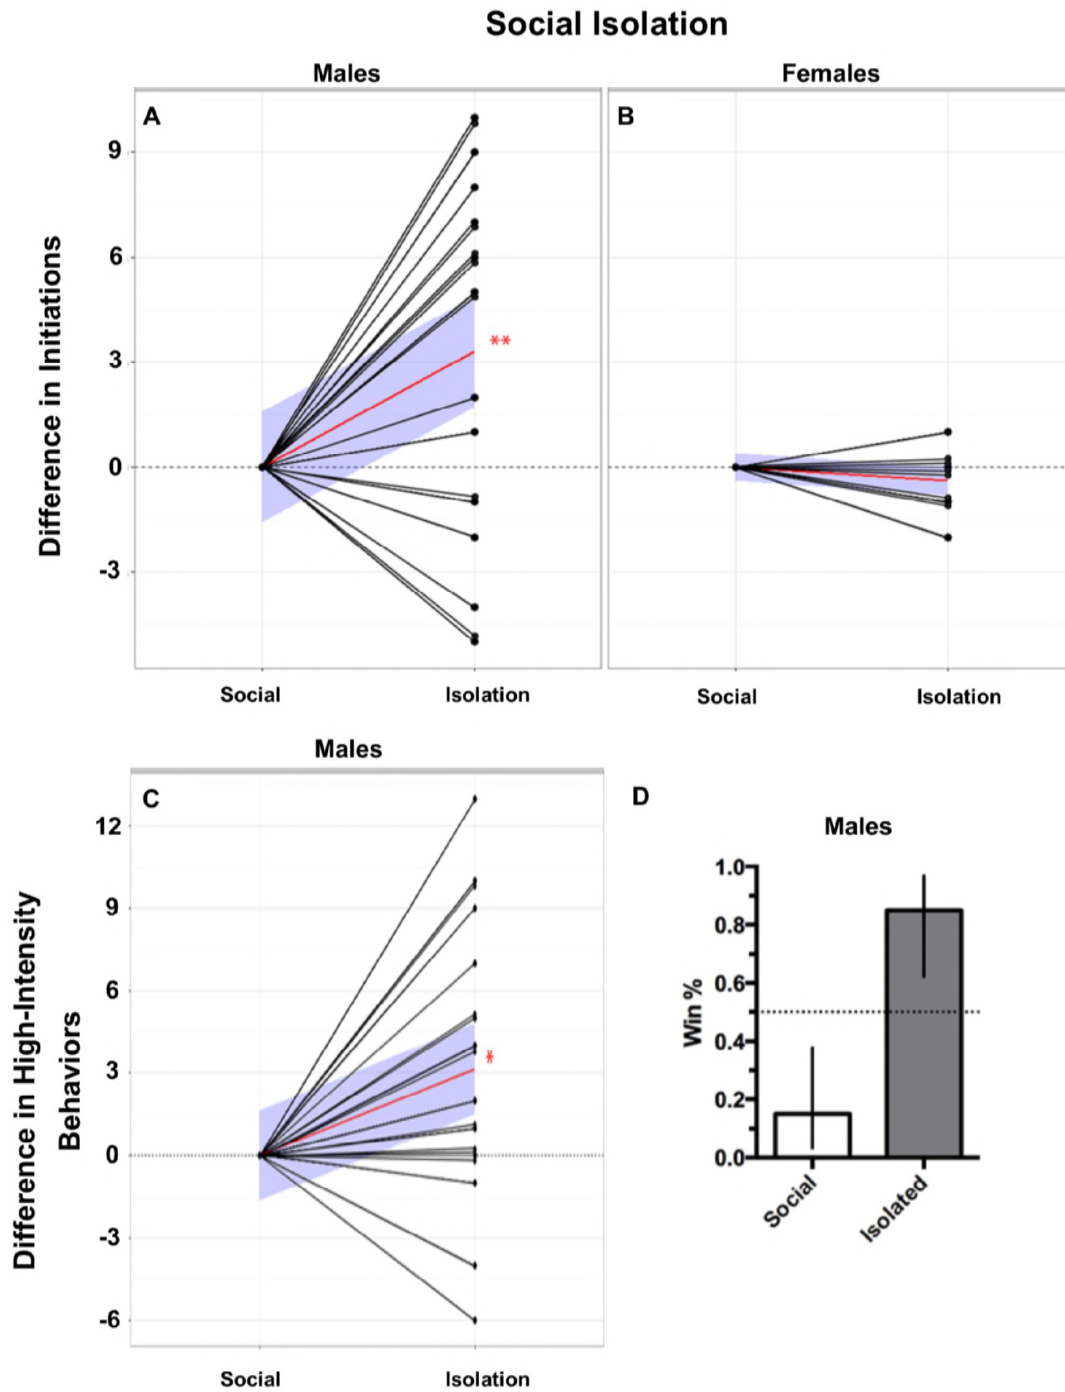 Social Isolation
Males
Females
A
B
9
6
3
0
-3
Difference in Initiations
**
Social
Isolation
Social
Isolation
Males
C
12
9
6
3
0
-3
-6
Difference in High-Intensity
Behaviors
*
Social
Isolation
D
Males
1.0
0.8
0.6
0.4
0.2
0.0
Win %
Social
Isolated